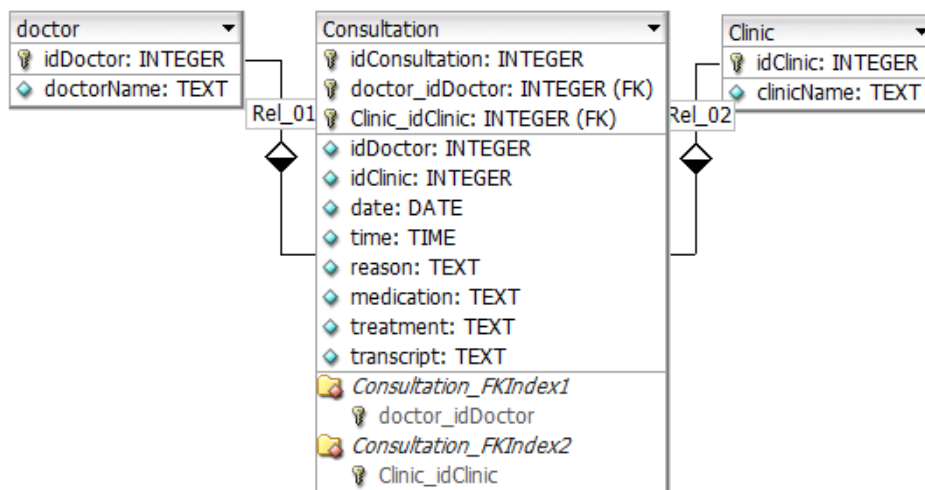 doctor
idDoctor: INTEGER
doctorName: TEXT
Rel_01
Consultation
idConsultation: INTEGER
doctor_idDoctor: INTEGER (FK)
Clinic_idClinic: INTEGER (FK)
idDoctor: INTEGER
idClinic: INTEGER
date: DATE
time: TIME
reason: TEXT
medication: TEXT
treatment: TEXT
transcript: TEXT
Consultation_FKIndex1
doctor_idDoctor
Consultation_FKIndex2
Clinic_idClinic
Rel_02
Clinic
idClinic: INTEGER
clinicName: TEXT